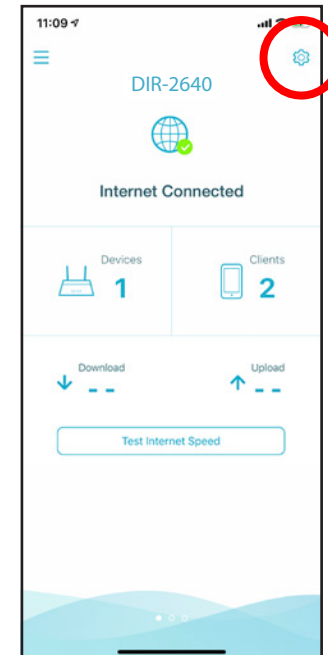 11:09
DIR-2640
Internet Connected
Devices
1
Clients
2
Download
- -
Upload
- -
Test Internet Speed